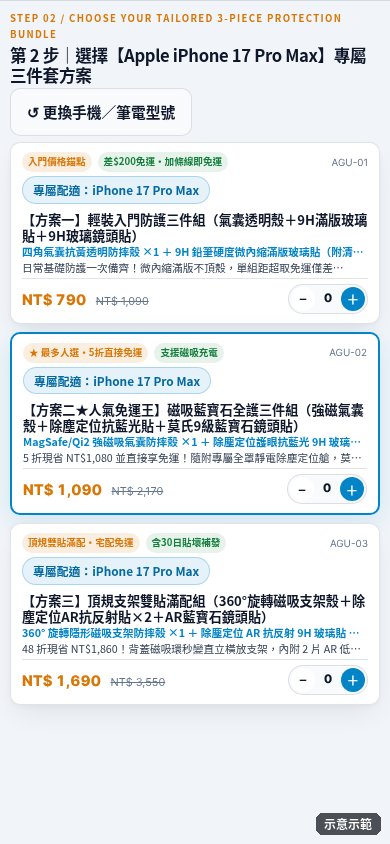 STEP 02 / CHOOSE YOUR TAILORED 3-PIECE PROTECTION
BUNDLE
第 2 步｜選擇【Apple iPhone 17 Pro Max】專屬
三件套方案
↺ 更換手機／筆電型號
入門價格錨點 差$200免運・加條線即免運 AGU-01
專屬配適：iPhone 17 Pro Max
【方案一】輕裝入門防護三件組（氣囊透明殼＋9H滿版玻璃
貼＋9H玻璃鏡頭貼）
四角氣囊抗黃透明防摔殼 ×1 ＋ 9H 鉛筆硬度微內縮滿版玻璃貼（附清…
日常基礎防護一次備齊！微內縮滿版不頂殼，單組距超取免運僅差…
NT$ 790 NT$ 1,090 − 0 ＋
★ 最多人選・5折直接免運 支援磁吸充電 AGU-02
專屬配適：iPhone 17 Pro Max
【方案二★人氣免運王】磁吸藍寶石全護三件組（強磁氣囊
殼＋除塵定位抗藍光貼＋莫氏9級藍寶石鏡頭貼）
MagSafe/Qi2 強磁吸氣囊防摔殼 ×1 ＋ 除塵定位護眼抗藍光 9H 玻璃…
5 折現省 NT$1,080 並直接享免運！隨附專屬全罩靜電除塵定位艙，莫…
NT$ 1,090 NT$ 2,170 − 0 ＋
頂規雙貼滿配・宅配免運 含30日貼壞補發 AGU-03
專屬配適：iPhone 17 Pro Max
【方案三】頂規支架雙貼滿配組（360°旋轉磁吸支架殼＋除
塵定位AR抗反射貼×2＋AR藍寶石鏡頭貼）
360° 旋轉隱形磁吸支架防摔殼 ×1 ＋ 除塵定位 AR 抗反射 9H 玻璃貼 …
48 折現省 NT$1,860！背蓋磁吸環秒變直立橫放支架，內附 2 片 AR 低…
NT$ 1,690 NT$ 3,550 − 0 ＋
示意示範